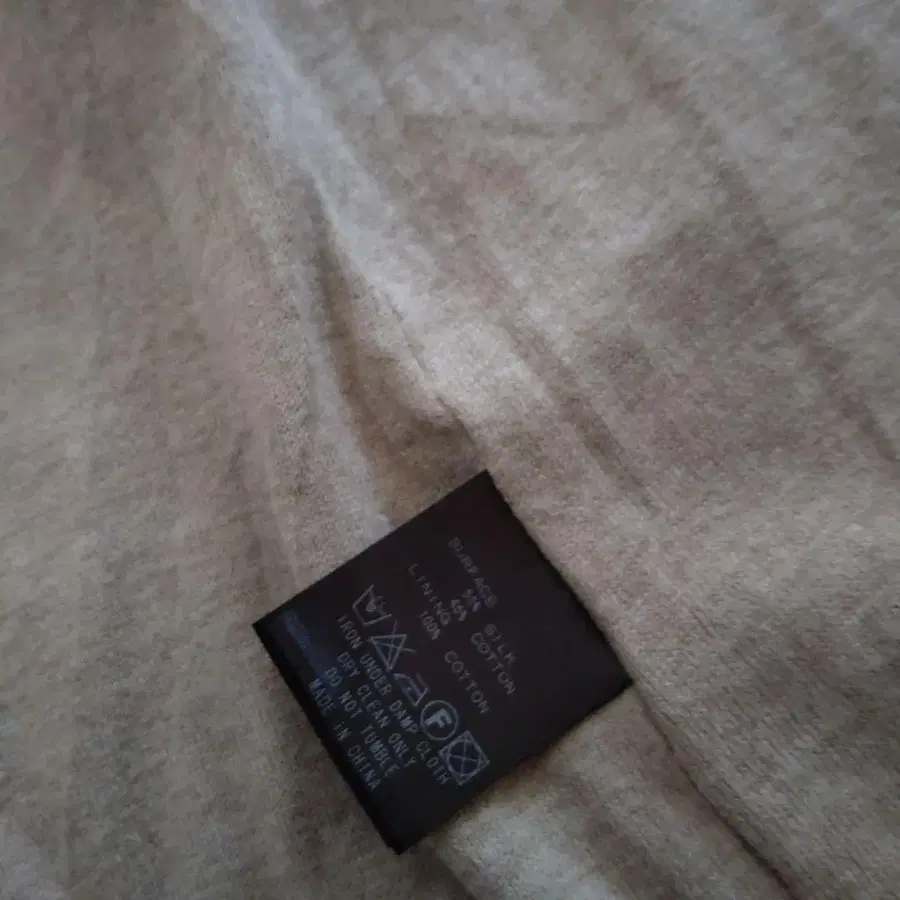 SURFACE
SILK
COTTON
LINING
100% COTTON
F
IRON UNDER DAMP CLOTH
DRY CLEAN ONLY
DO NOT TUMBLE
MADE IN CHINA